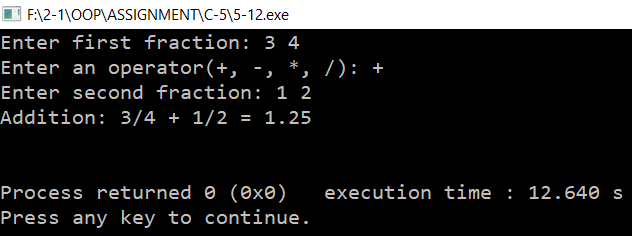 F:\2-1\OOP\ASSIGNMENT\C-5\5-12.exe
Enter first fraction: 3 4
Enter an operator(+, -, *, /): +
Enter second fraction: 1 2
Addition: 3/4 + 1/2 = 1.25
Process returned 0 (0x0)   execution time : 12.640 s
Press any key to continue.